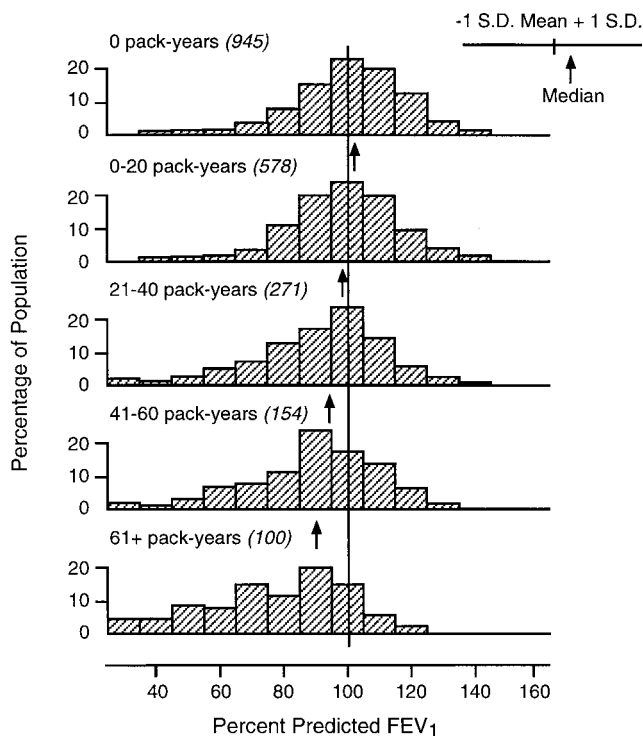 -1 S.D. Mean + 1 S.D.
Median
0 pack-years (945)
20
10
0
0-20 pack-years (578)
20
10
0
21-40 pack-years (271)
20
10
0
41-60 pack-years (154)
20
10
0
61+ pack-years (100)
20
10
0
Percentage of Population
40 60 80 100 120 140 160
Percent Predicted FEV1